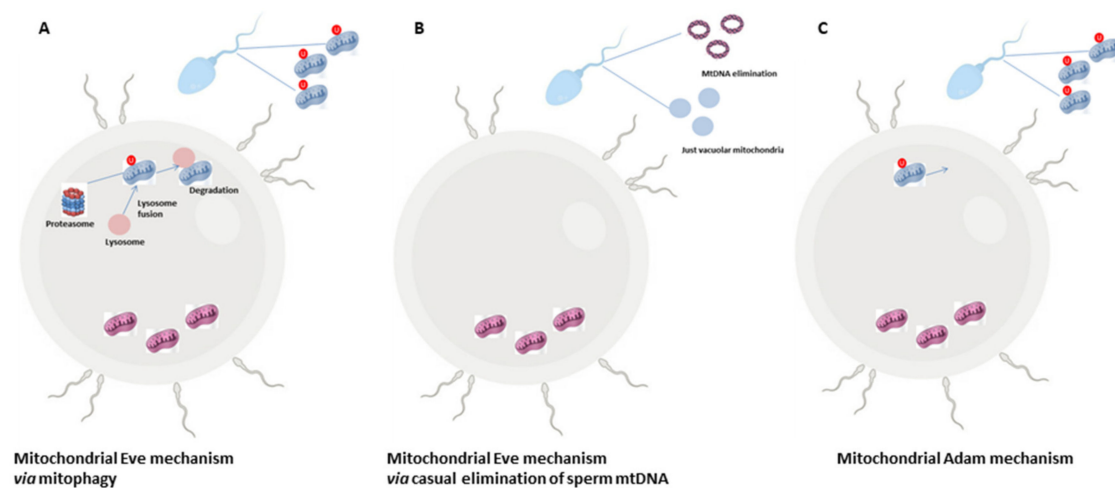 A
U
U
U
U
Proteasome
Lysosome
fusion
Lysosome
Degradation
Mitochondrial Eve mechanism
via mitophagy
B
MtDNA elimination
Just vacuolar mitochondria
Mitochondrial Eve mechanism
via casual elimination of sperm mtDNA
C
U
U
U
U
Mitochondrial Adam mechanism